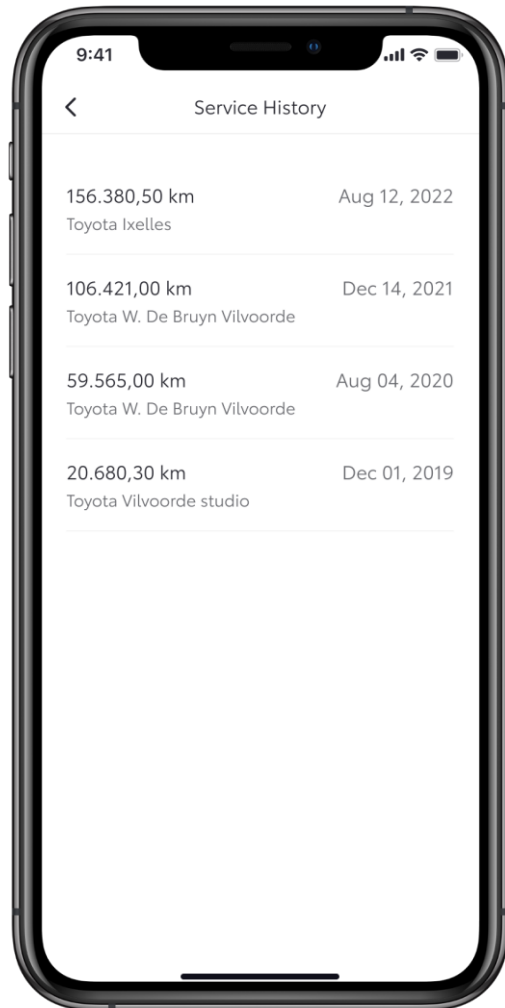 9:41
Service History
156.380,50 km Aug 12, 2022
Toyota Ixelles
106.421,00 km Dec 14, 2021
Toyota W. De Bruyn Vilvoorde
59.565,00 km Aug 04, 2020
Toyota W. De Bruyn Vilvoorde
20.680,30 km Dec 01, 2019
Toyota Vilvoorde studio